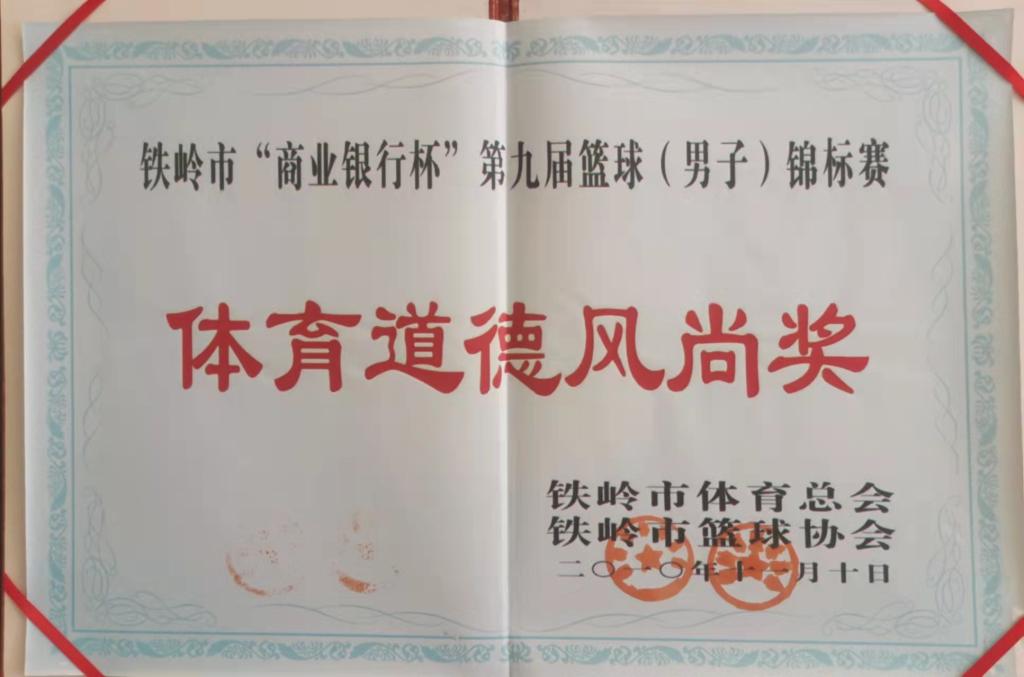 铁岭市“商业银行杯”第九届篮球（男子）锦标赛
体育道德风尚奖
铁岭市体育总会
铁岭市篮球协会
二〇一〇年十一月十日